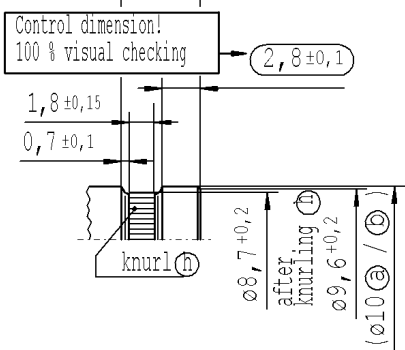 Control dimension!
100 % visual checking
2,8±0,1
1,8±0,15
0,7±0,1
knurl h
ø8,7+0,2
after
knurling h
ø9,6+0,2
(ø10 a / b)